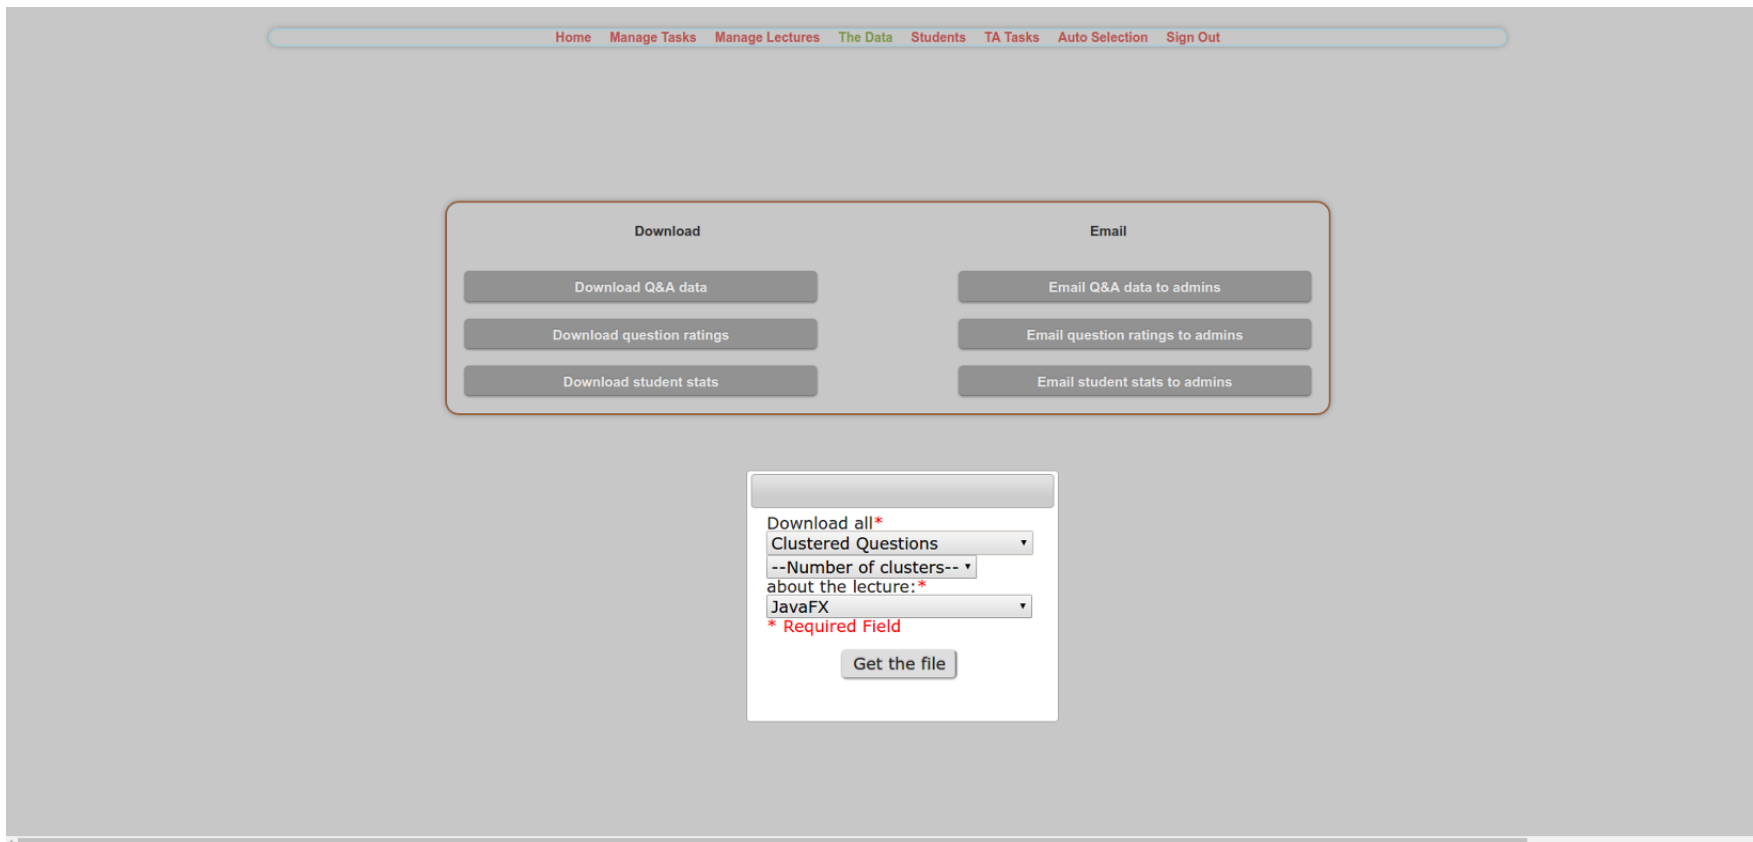 Home Manage Tasks Manage Lectures The Data Students TA Tasks Auto Selection Sign Out
Download
Email
Download Q&A data
Email Q&A data to admins
Download question ratings
Email question ratings to admins
Download student stats
Email student stats to admins
Download all*
Clustered Questions
--Number of clusters--
about the lecture:*
JavaFX
* Required Field
Get the file